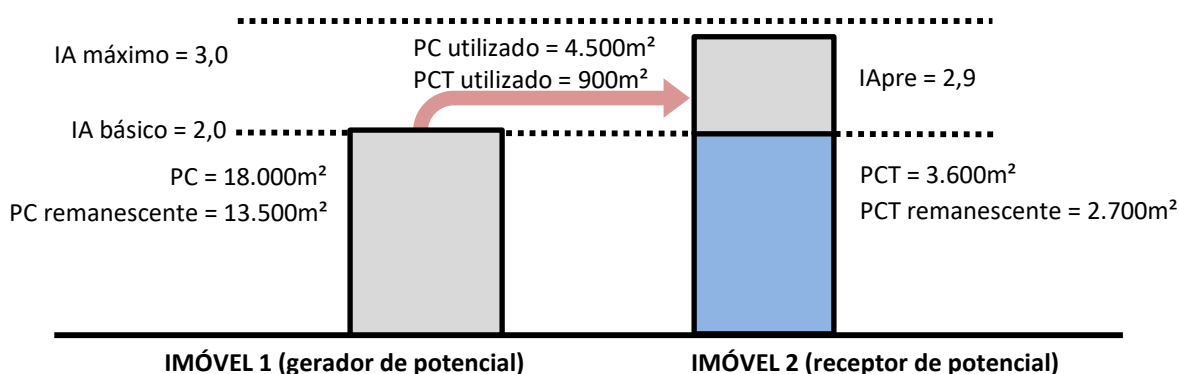 IA máximo = 3,0
PC utilizado = 4.500m²
PCT utilizado = 900m²
IApre = 2,9
IA básico = 2,0
PC = 18.000m²
PC remanescente = 13.500m²
PCT = 3.600m²
PCT remanescente = 2.700m²
IMÓVEL 1 (gerador de potencial)
IMÓVEL 2 (receptor de potencial)